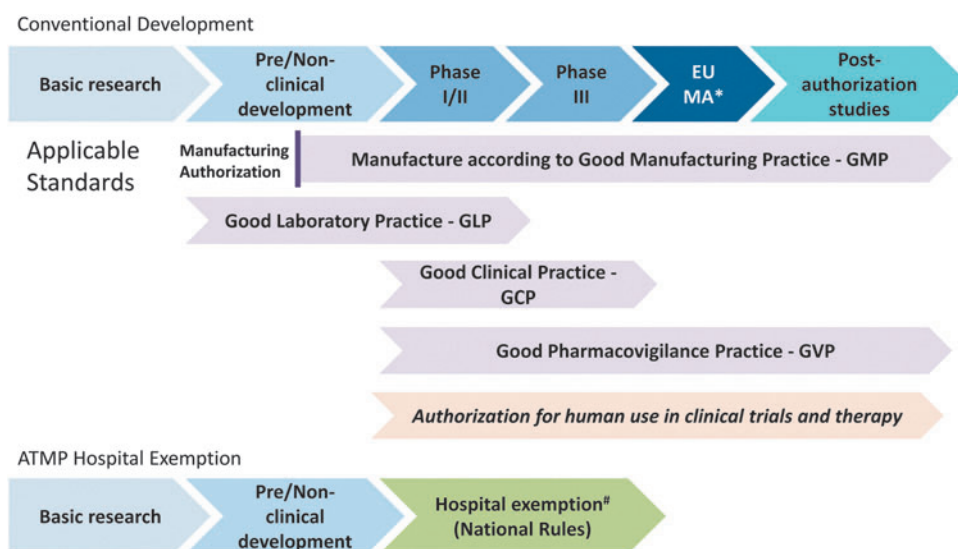 Conventional Development
Basic research
Pre/Non-
clinical
development
Phase
I/II
Phase
III
EU
MA*
Post-
authorization
studies
Applicable
Standards
Manufacturing
Authorization
Manufacture according to Good Manufacturing Practice - GMP
Good Laboratory Practice - GLP
Good Clinical Practice -
GCP
Good Pharmacovigilance Practice - GVP
Authorization for human use in clinical trials and therapy
ATMP Hospital Exemption
Basic research
Pre/Non-
clinical
development
Hospital exemption#
(National Rules)